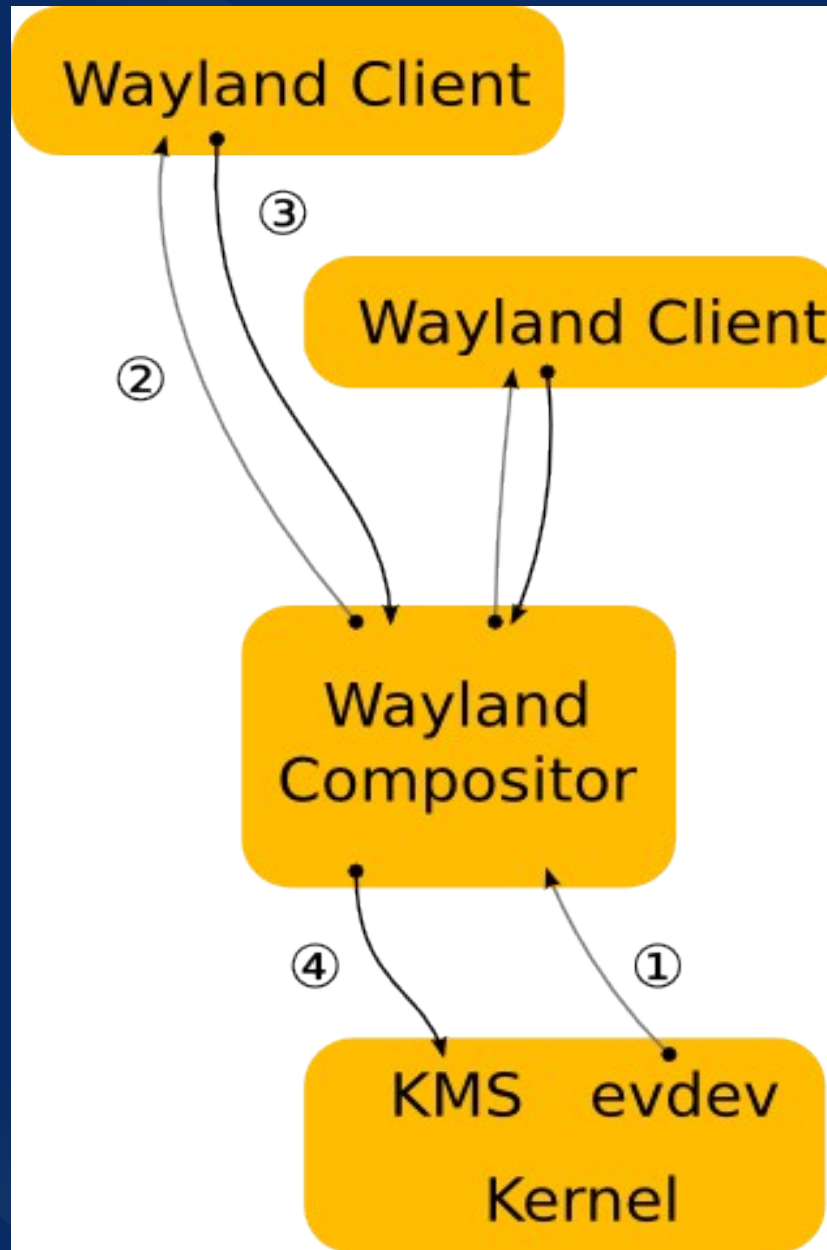 Wayland Client
③
Wayland Client
②
Wayland
Compositor
④
①
KMS evdev
Kernel